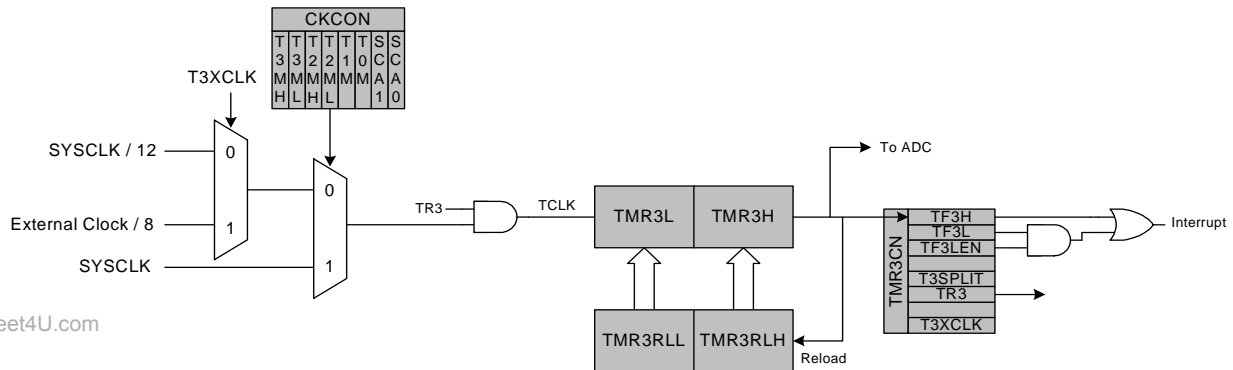 CKCON
T3MH T3ML T2MH T2ML T1M T0M SCA1 SCA0
T3XCLK
SYSCLK / 12
0
External Clock / 8
1
SYSCLK
0
1
TR3
TCLK
TMR3L TMR3H
To ADC
TMR3RLL TMR3RLH
Reload
TMR3CN
TF3H
TF3L
TF3LEN
T3SPLIT
TR3
T3XCLK
Interrupt
eet4U.com